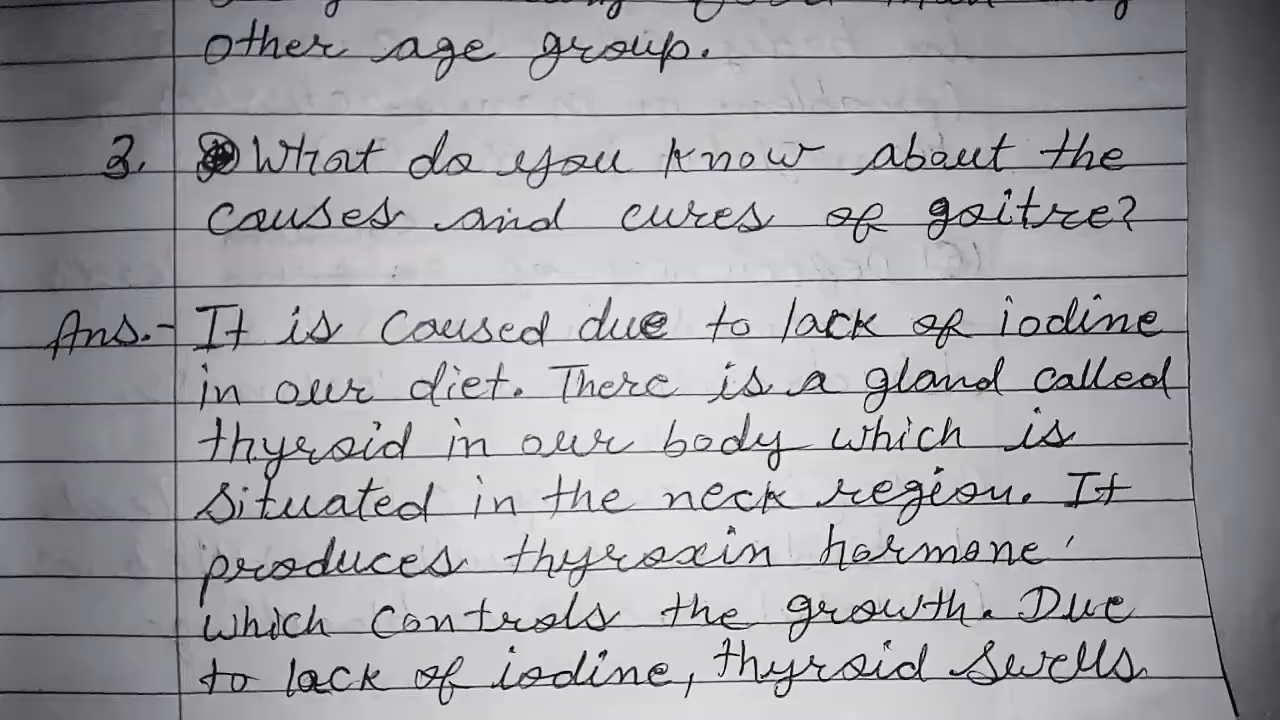 other age group.
3. What do you know about the
causes and cures of goitre?
Ans.- It is caused due to lack of iodine
in our diet. There is a gland called
thyroid in our body which is
situated in the neck region. It
produces thyroxin hormone
which controls the growth. Due
to lack of iodine, thyroid swells